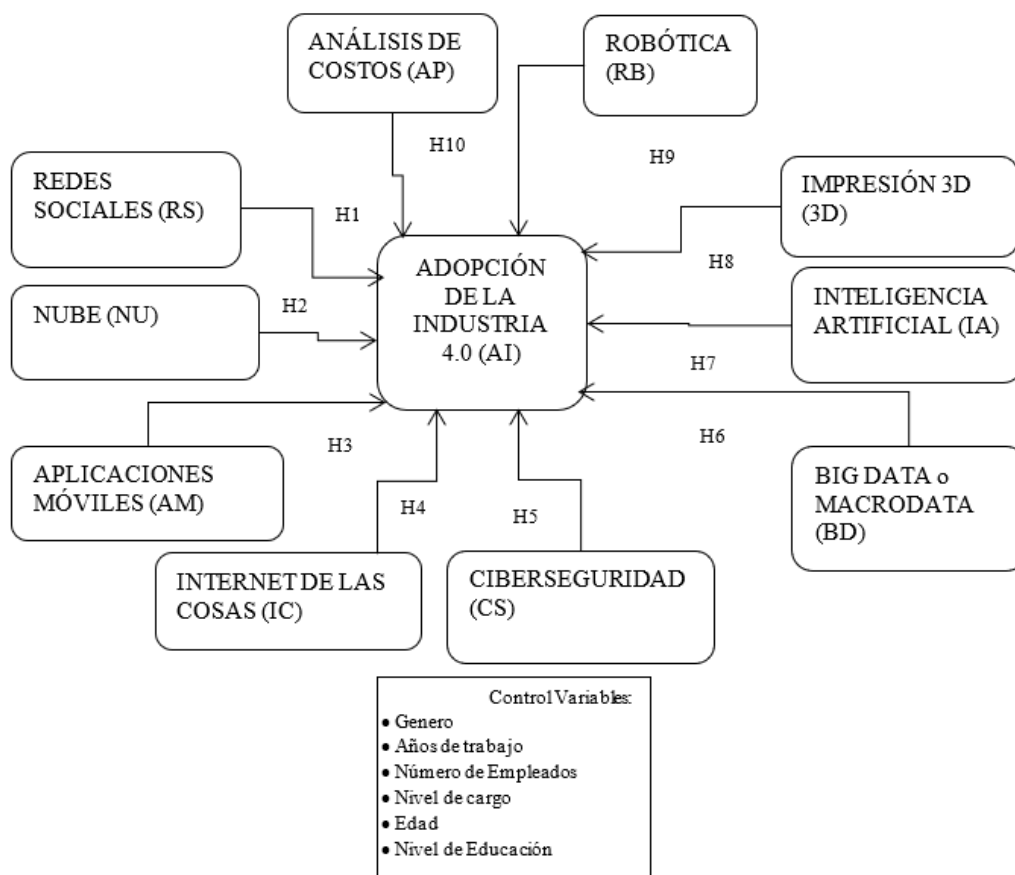 ANÁLISIS DE
COSTOS (AP)
ROBÓTICA
(RB)
H10
H9
REDES
SOCIALES (RS)
IMPRESIÓN 3D
(3D)
H1
H8
ADOPCIÓN
DE LA
INDUSTRIA
4.0 (AI)
NUBE (NU)
H2
INTELIGENCIA
ARTIFICIAL (IA)
H7
H3
H6
APLICACIONES
MÓVILES (AM)
BIG DATA o
MACRODATA
(BD)
H4
H5
INTERNET DE LAS
COSAS (IC)
CIBERSEGURIDAD
(CS)
Control Variables:
• Genero
• Años de trabajo
• Número de Empleados
• Nivel de cargo
• Edad
• Nivel de Educación